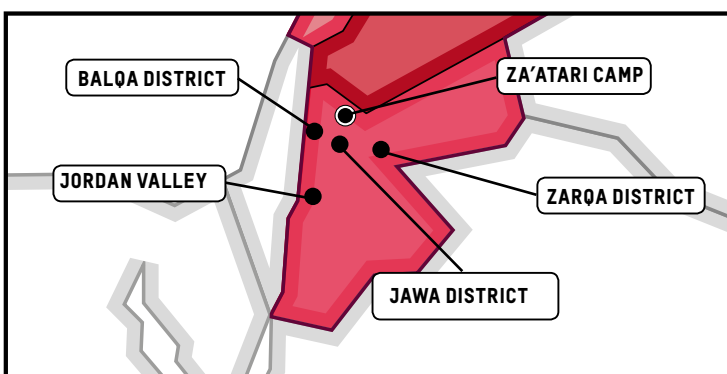 BALQA DISTRICT
ZA'ATARI CAMP
JORDAN VALLEY
ZARQA DISTRICT
JAWA DISTRICT